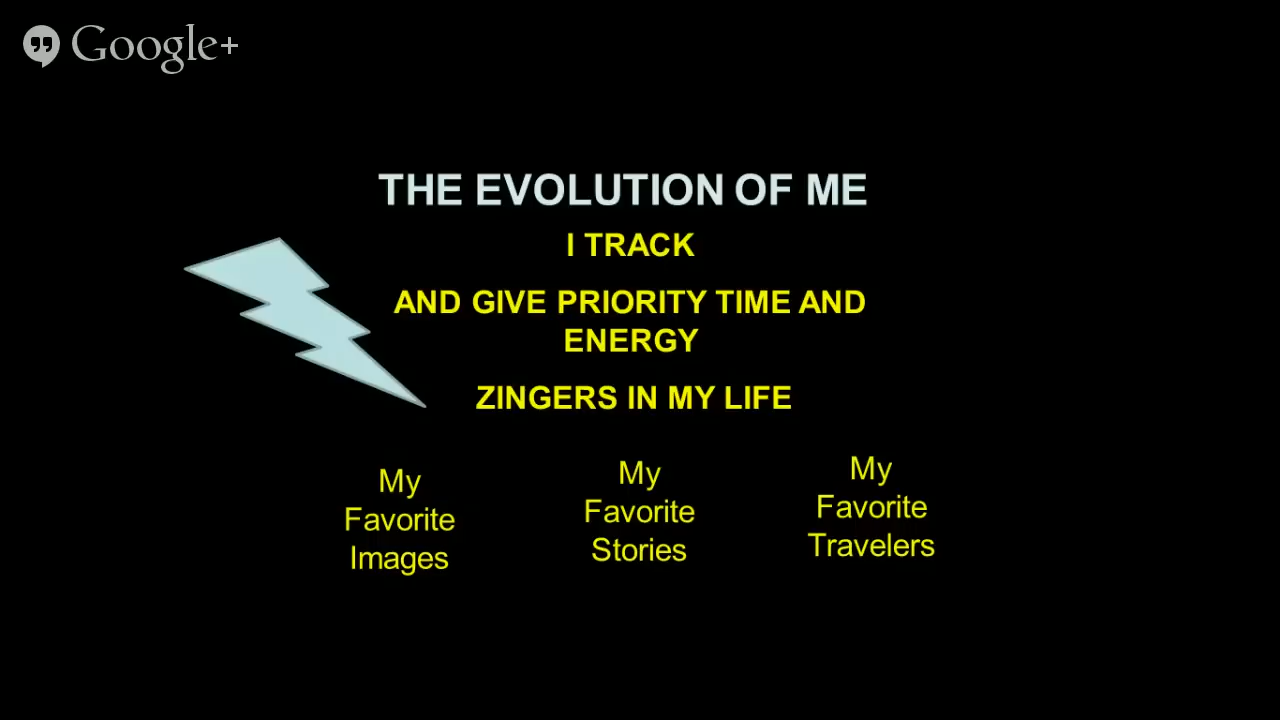 Google+
THE EVOLUTION OF ME
I TRACK
AND GIVE PRIORITY TIME AND
ENERGY
ZINGERS IN MY LIFE
My
Favorite
Images
My
Favorite
Stories
My
Favorite
Travelers